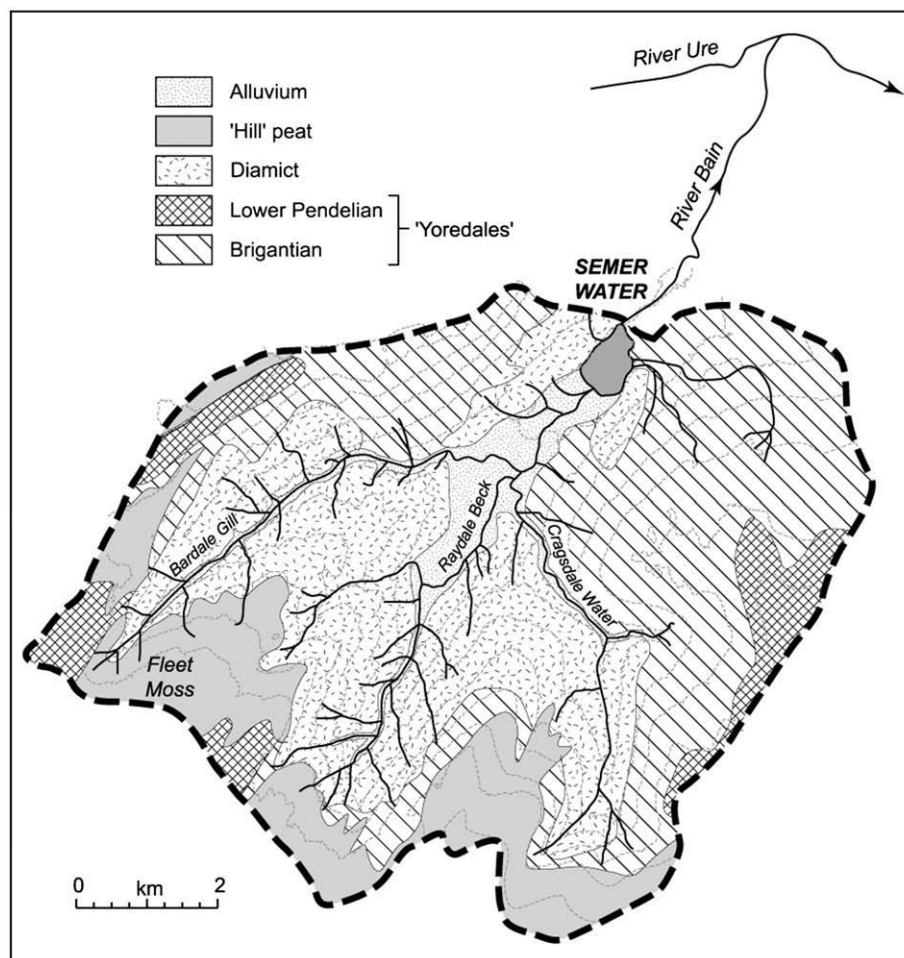 River Ure
Alluvium
'Hill' peat
Diamict
Lower Pendelian
'Yoredales'
Brigantian
River Bain
SEMER
WATER
Bardale Gill
Raydale Beck
Cragsdale Water
Fleet
Moss
0 km 2